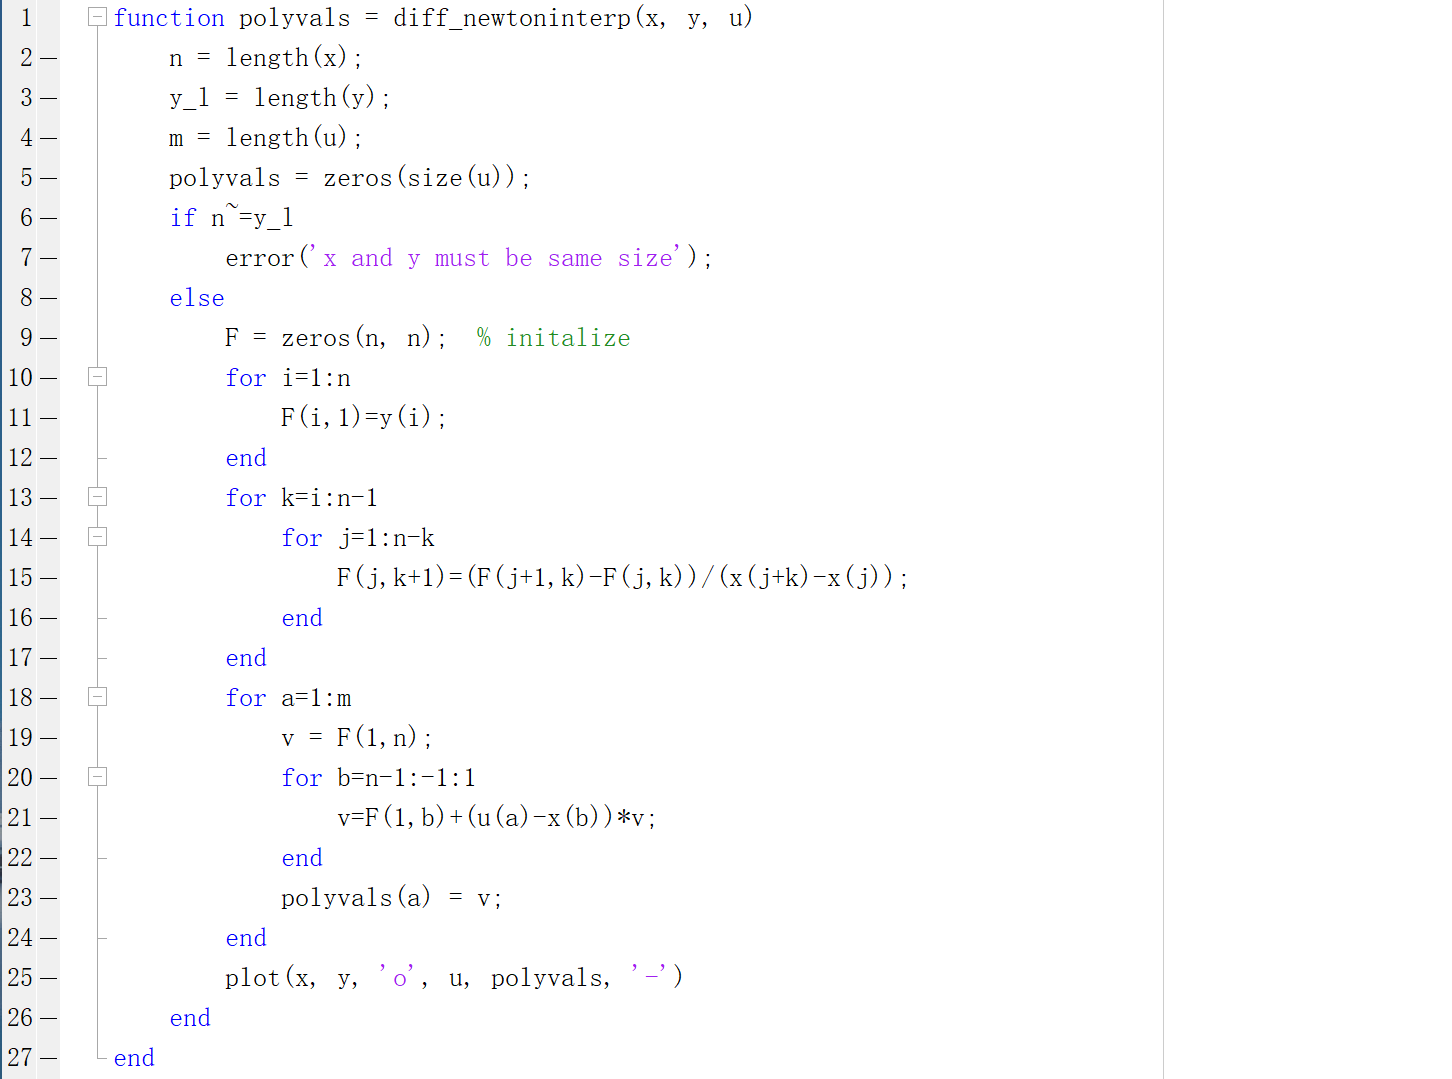 1 function polyvals = diff_newtoninterp(x, y, u)
2 — n = length(x);
3 — y_l = length(y);
4 — m = length(u);
5 — polyvals = zeros(size(u));
6 — if n~=y_l
7 — error('x and y must be same size');
8 — else
9 — F = zeros(n, n);  % initalize
10 — for i=1:n
11 — F(i,1)=y(i);
12 — end
13 — for k=i:n-1
14 — for j=1:n-k
15 — F(j,k+1)=(F(j+1,k)-F(j,k))/(x(j+k)-x(j));
16 — end
17 — end
18 — for a=1:m
19 — v = F(1,n);
20 — for b=n-1:-1:1
21 — v=F(1,b)+(u(a)-x(b))*v;
22 — end
23 — polyvals(a) = v;
24 — end
25 — plot(x, y, 'o', u, polyvals, '-')
26 — end
27 — end